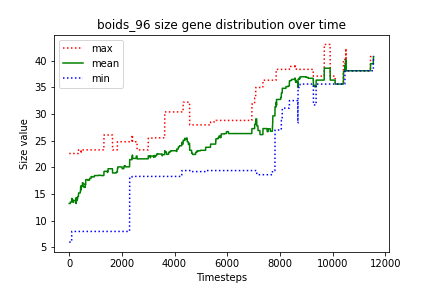 boids_96 size gene distribution over time
max
mean
min
Size value
40
35
30
25
20
15
10
5
0 2000 4000 6000 8000 10000 12000
Timesteps